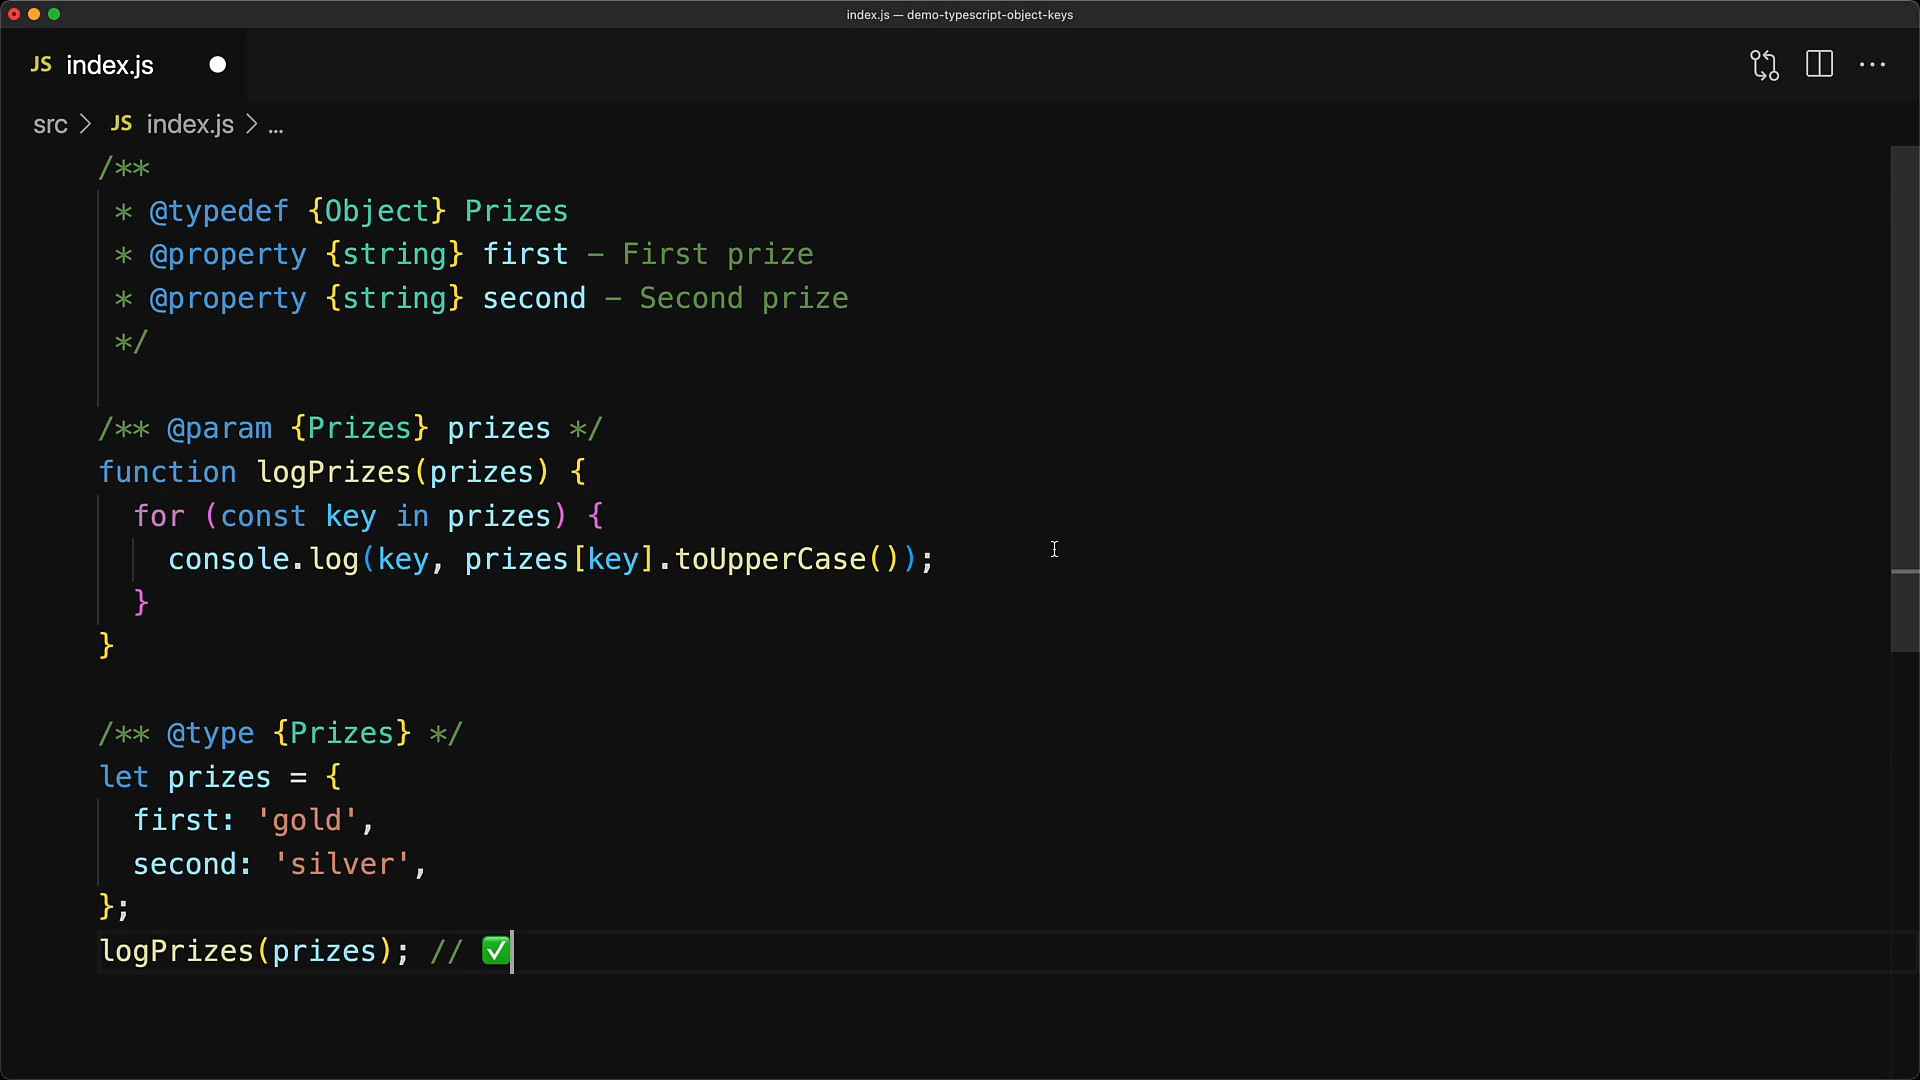 index.js — demo-typescript-object-keys
JS index.js
src > JS index.js > ...
/**
 * @typedef {Object} Prizes
 * @property {string} first – First prize
 * @property {string} second – Second prize
 */
/** @param {Prizes} prizes */
function logPrizes(prizes) {
  for (const key in prizes) {
    console.log(key, prizes[key].toUpperCase());
  }
}
/** @type {Prizes} */
let prizes = {
  first: 'gold',
  second: 'silver',
};
logPrizes(prizes); // ✅